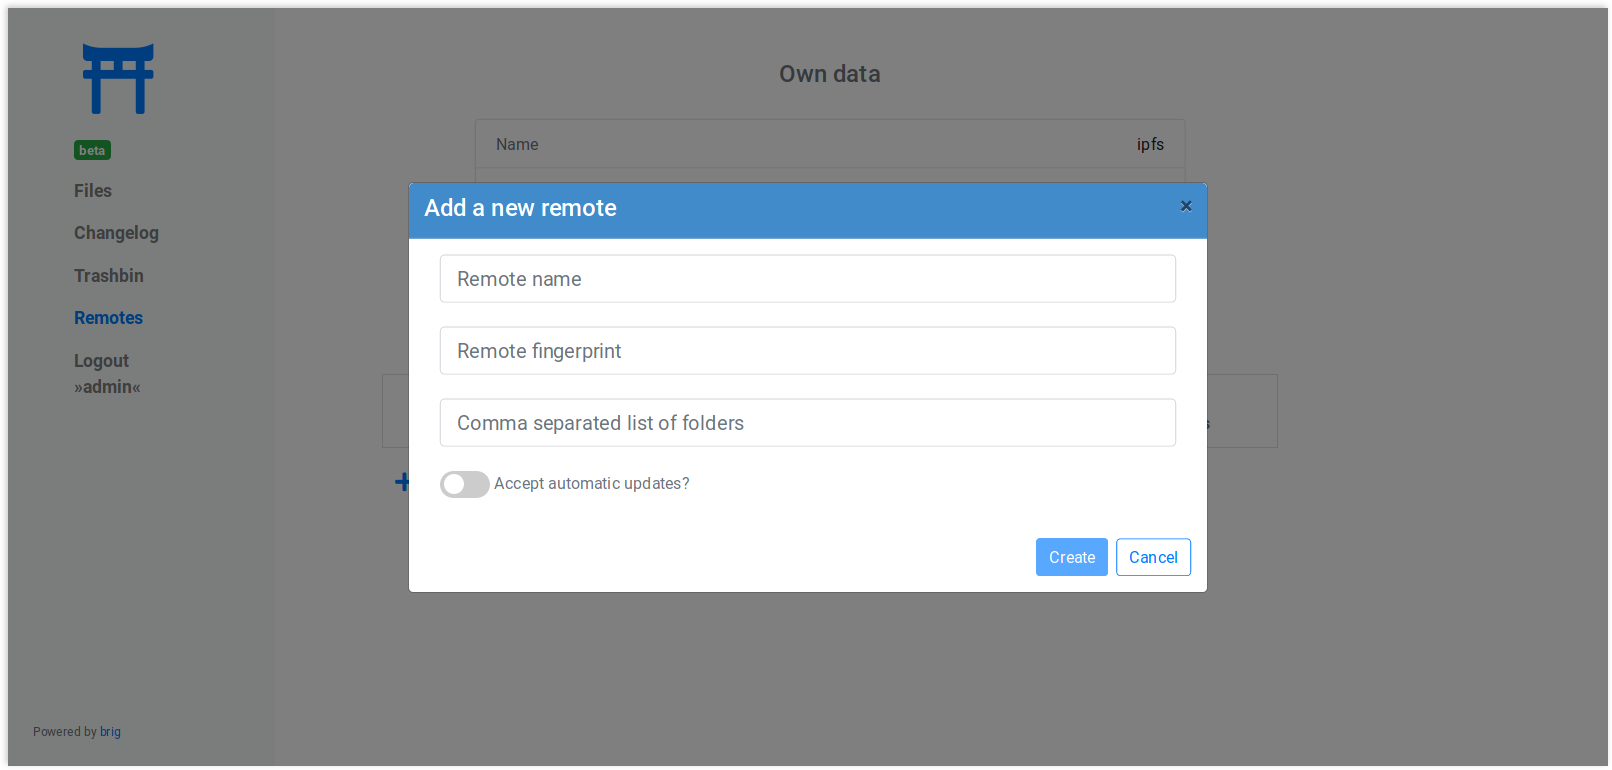 beta
Files
Changelog
Trashbin
Remotes
Logout
»admin«
Powered by brig
Own data
Name ipfs
Add a new remote ×
Remote name
Remote fingerprint
Comma separated list of folders
Accept automatic updates?
Create Cancel